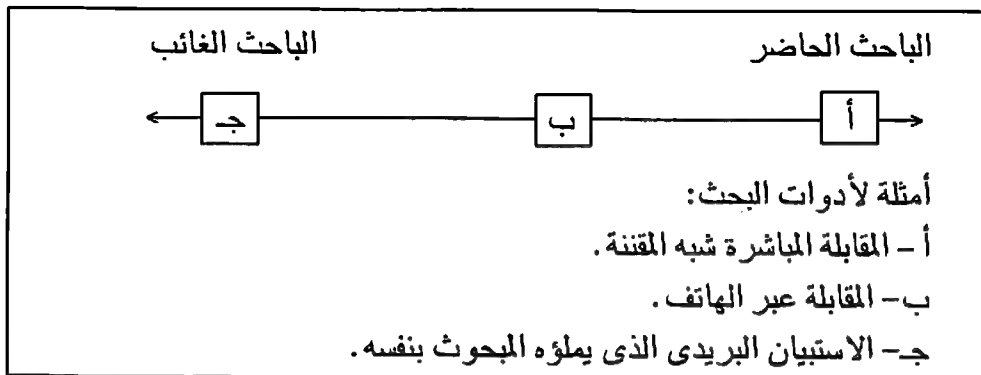 الباحث الحاضر الباحث الغائب
أ ب جـ
أمثلة لأدوات البحث:
أ – المقابلة المباشرة شبه المقننة.
ب– المقابلة عبر الهاتف.
جـ– الاستبيان البريدى الذى يملؤه المبحوث بنفسه.